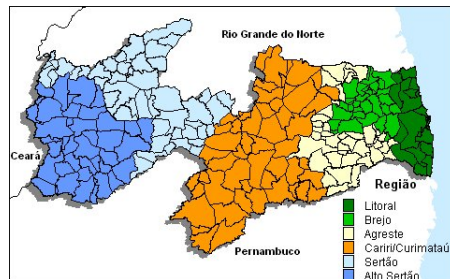 Rio Grande do Norte
Ceará
Pernambuco
Região
Litoral
Brejo
Agreste
Cariri/Curimataú
Sertão
Alto Sertão